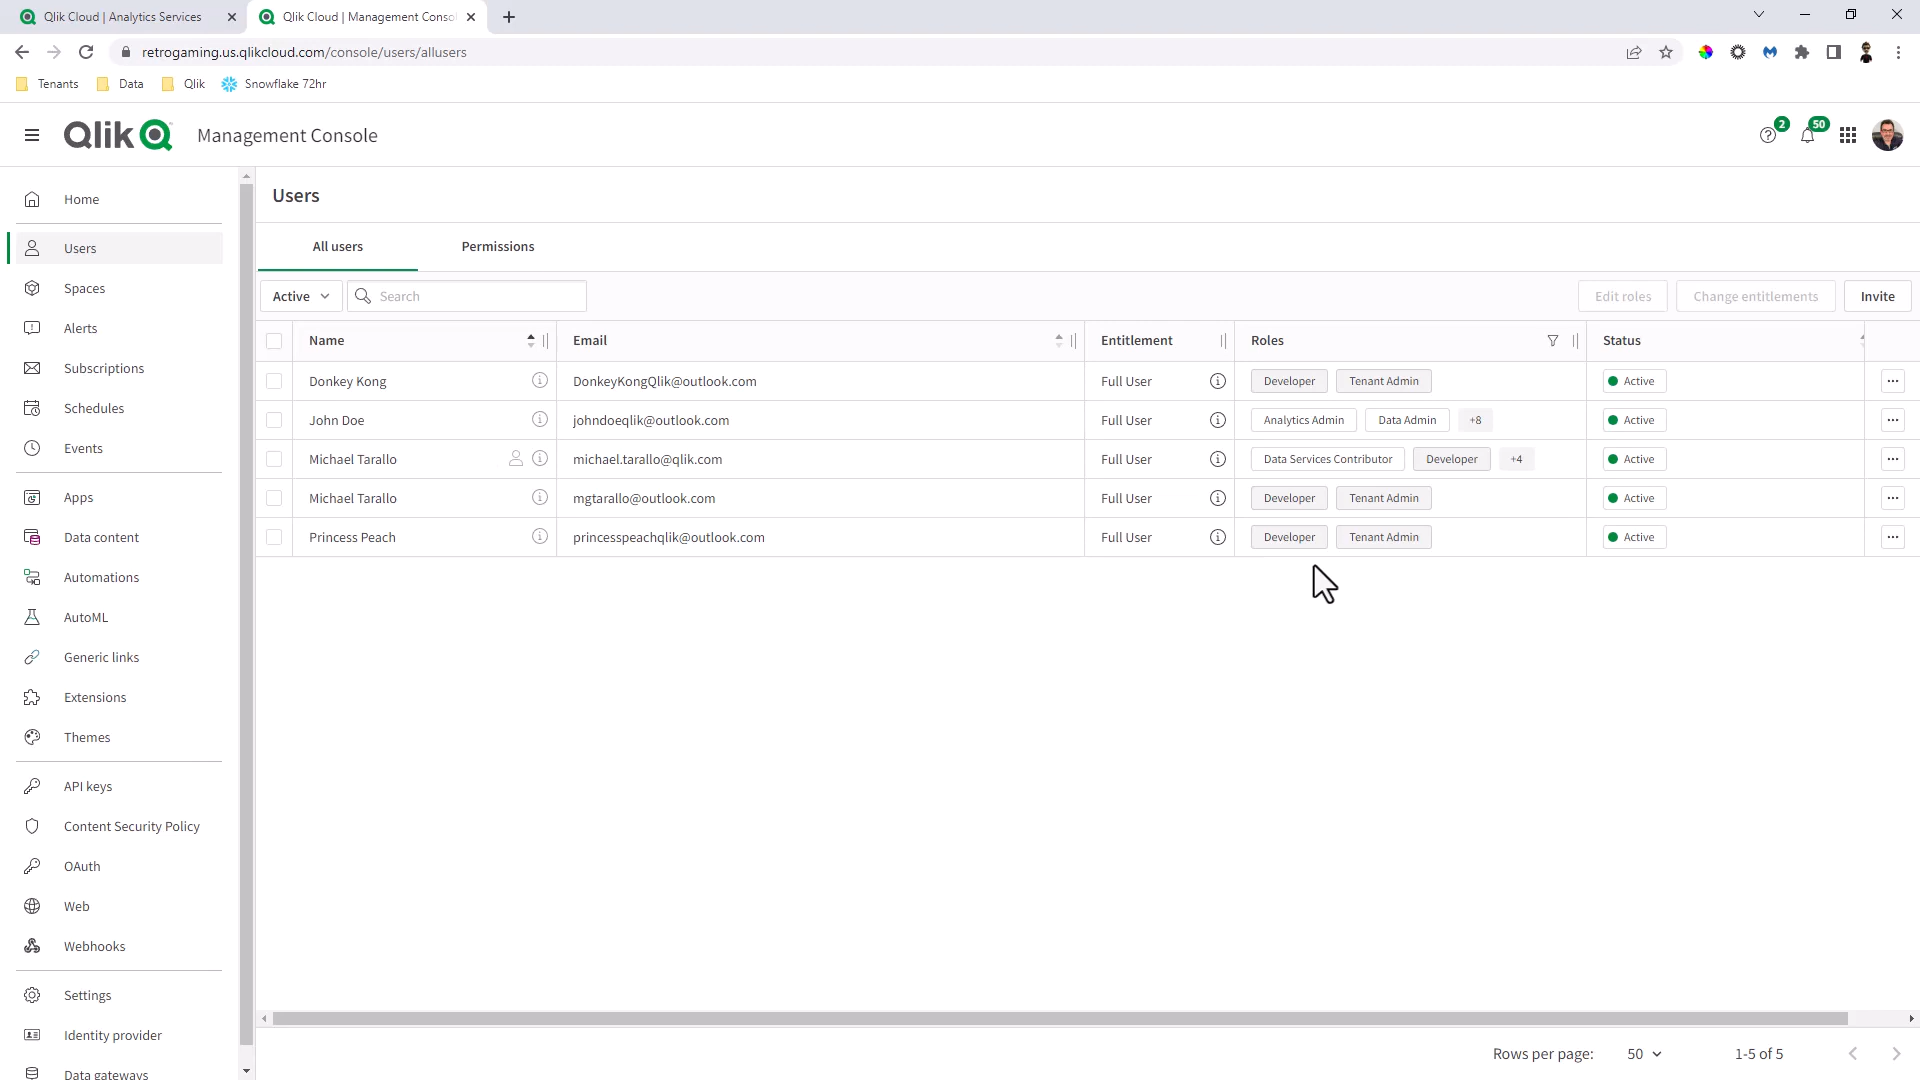 Qlik Cloud | Analytics Services
Qlik Cloud | Management Consol
retrogaming.us.qlikcloud.com/console/users/allusers
Tenants Data Qlik Snowflake 72hr
Qlik Management Console 2 50
Home
Users
Spaces
Alerts
Subscriptions
Schedules
Events
Apps
Data content
Automations
AutoML
Generic links
Extensions
Themes
API keys
Content Security Policy
OAuth
Web
Webhooks
Settings
Identity provider
Data gateways
Users
All users Permissions
Active Search Edit roles Change entitlements Invite
Name Email Entitlement Roles Status
Donkey Kong DonkeyKongQlik@outlook.com Full User Developer Tenant Admin Active
John Doe johndoeqlik@outlook.com Full User Analytics Admin Data Admin +8 Active
Michael Tarallo michael.tarallo@qlik.com Full User Data Services Contributor Developer +4 Active
Michael Tarallo mgtarallo@outlook.com Full User Developer Tenant Admin Active
Princess Peach princesspeachqlik@outlook.com Full User Developer Tenant Admin Active
Rows per page: 50 1-5 of 5